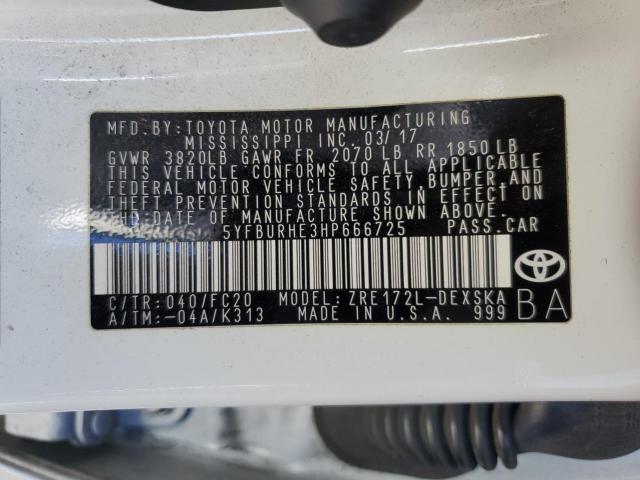 MFD.BY: TOYOTA MOTOR MANUFACTURING
MISSISSIPPI INC. 03/17
GVWR 3820LB GAWR FR 2070 LB RR 1850 LB
THIS VEHICLE CONFORMS TO ALL APPLICABLE
FEDERAL MOTOR VEHICLE SAFETY, BUMPER AND
THEFT PREVENTION STANDARDS IN EFFECT ON
THE DATE OF MANUFACTURE SHOWN ABOVE.
5YFBURHE3HP666725 PASS.CAR
C/TR: 040/FC20 MODEL: ZRE172L-DEXSKA
A/TM: -04A/K313 MADE IN U.S.A. 999
BA